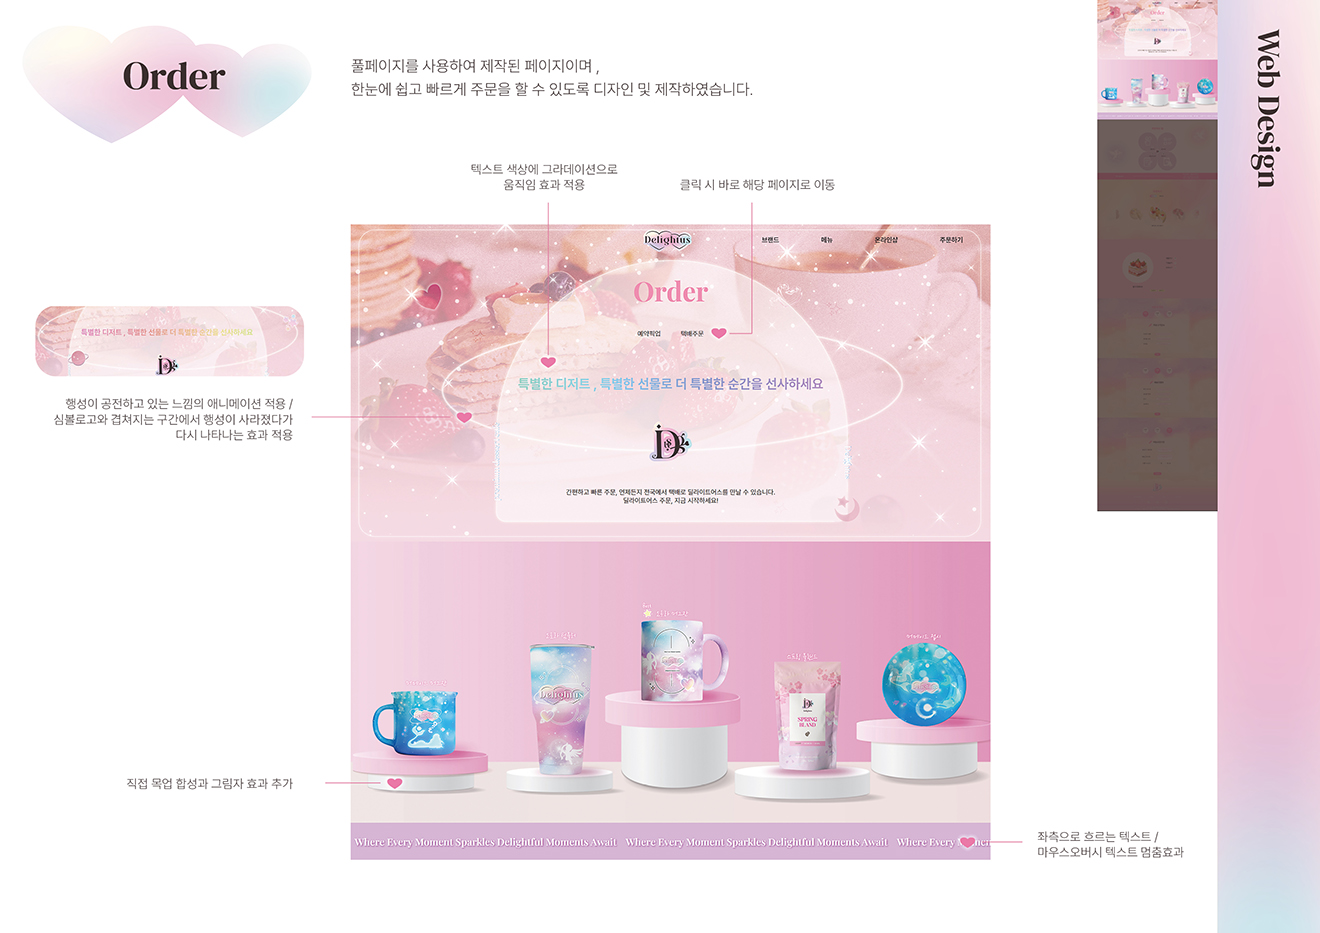 Order
풀페이지를 사용하여 제작된 페이지이며 ,
한눈에 쉽고 빠르게 주문을 할 수 있도록 디자인 및 제작하였습니다.
Web Design
텍스트 색상에 그라데이션으로
움직임 효과 적용
클릭 시 바로 해당 페이지로 이동
Delightus
브랜드
메뉴
온라인샵
주문하기
Order
예약픽업
택배주문
특별한 디저트 , 특별한 선물로 더 특별한 순간을 선사하세요
간편하고 빠른 주문, 언제든지 전국에서 택배로 딜라이트어스를 만날 수 있습니다.
딜라이트어스 주문, 지금 시작하세요!
특별한 디저트 , 특별한 선물로 더 특별한 순간을 선사하세요
행성이 공전하고 있는 느낌의 애니메이션 적용 /
심볼로고와 겹쳐지는 구간에서 행성이 사라졌다가
다시 나타나는 효과 적용
Delightus
SPRING
BLAND
직접 목업 합성과 그림자 효과 추가
Where Every Moment Sparkles Delightful Moments Await Where Every Moment Sparkles Delightful Moments Await Where Every
좌측으로 흐르는 텍스트 /
마우스오버시 텍스트 멈춤효과